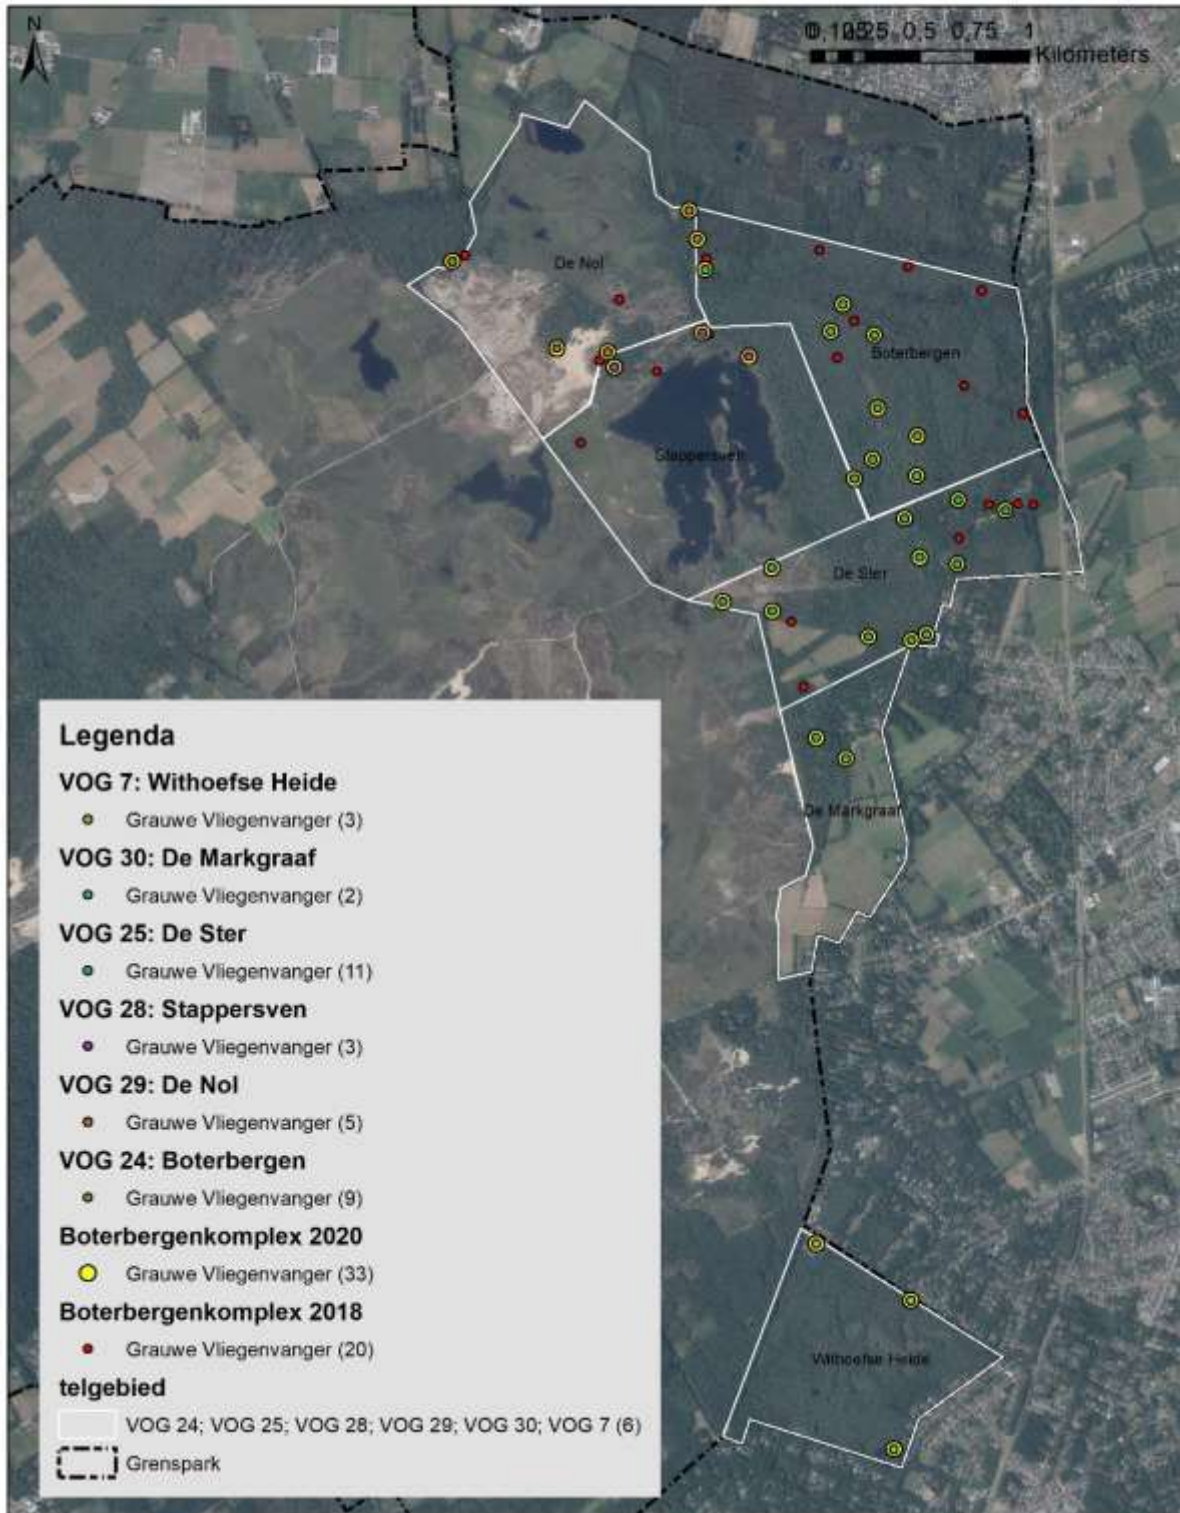 N
0,5 0,75 1
Kilometers
De Nol
Boterbergen
Stappersven
De Ster
De Markgraaf
Withoefse Heide
Legenda
VOG 7: Withoefse Heide
Grauwe Vliegenvanger (3)
VOG 30: De Markgraaf
Grauwe Vliegenvanger (2)
VOG 25: De Ster
Grauwe Vliegenvanger (11)
VOG 28: Stappersven
Grauwe Vliegenvanger (3)
VOG 29: De Nol
Grauwe Vliegenvanger (5)
VOG 24: Boterbergen
Grauwe Vliegenvanger (9)
Boterbergenkomplex 2020
Grauwe Vliegenvanger (33)
Boterbergenkomplex 2018
Grauwe Vliegenvanger (20)
telgebied
VOG 24; VOG 25; VOG 28; VOG 29; VOG 30; VOG 7 (6)
Grenspark